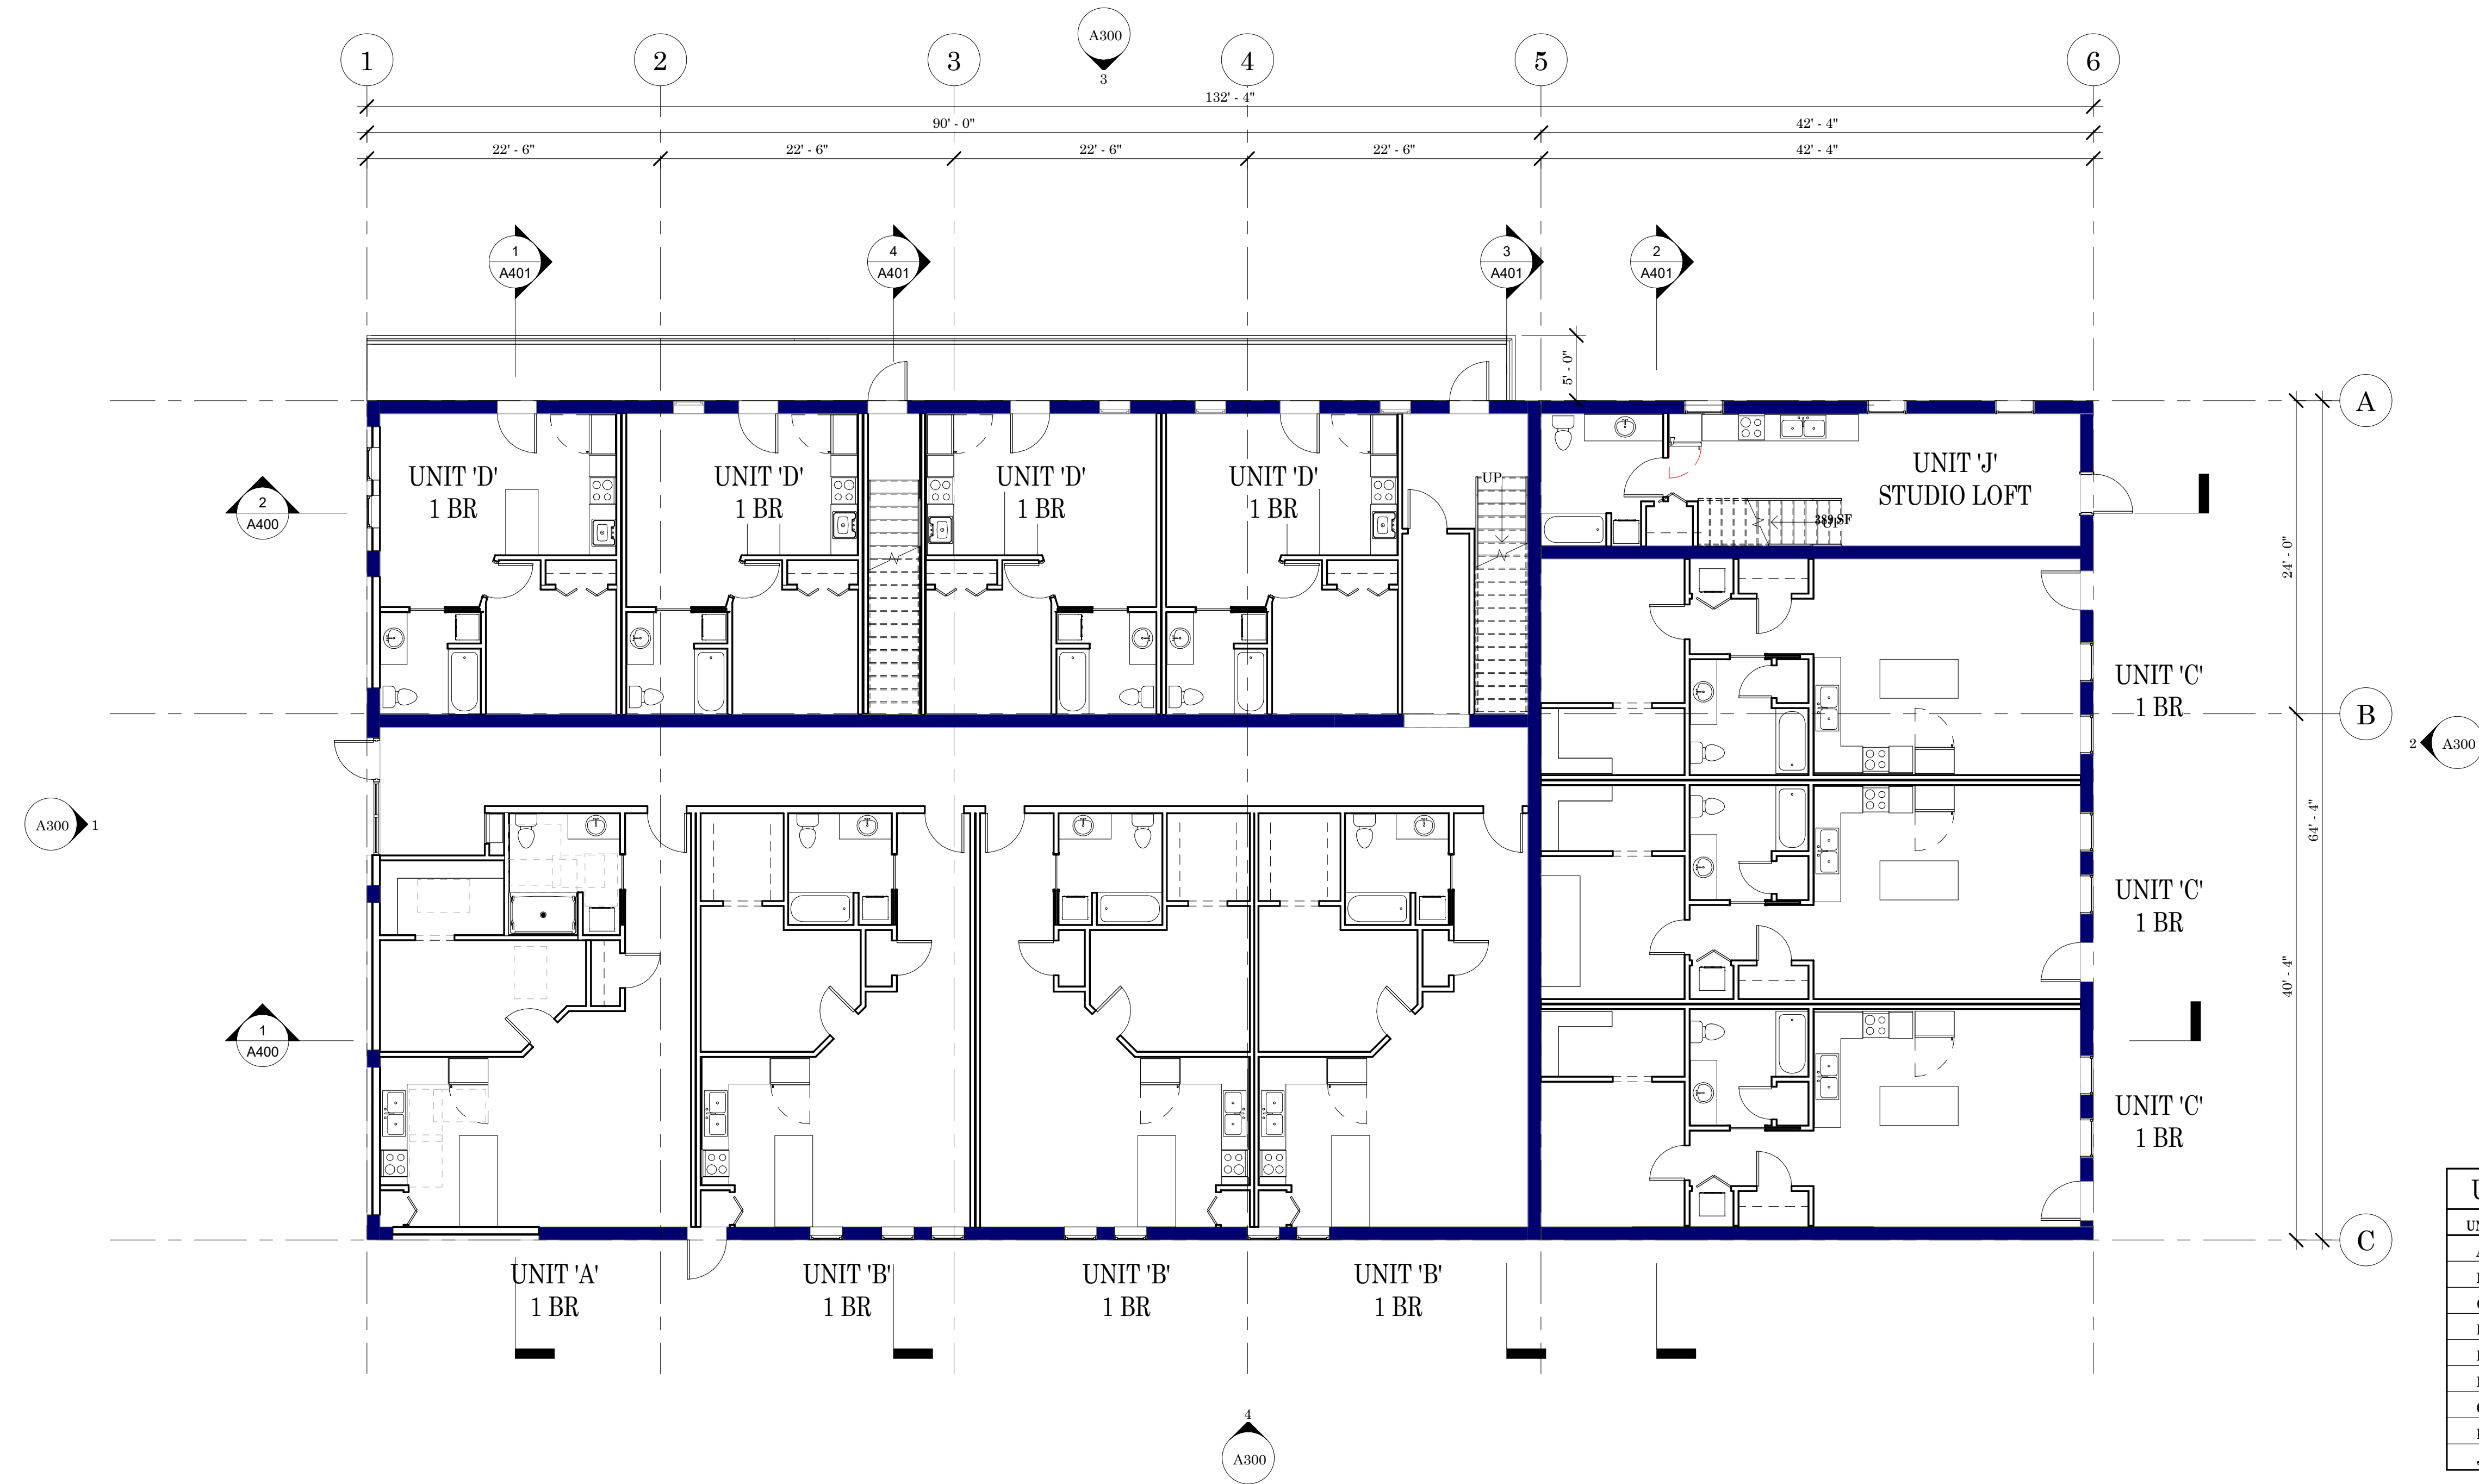 1
2
3
4
5
6
A300
3
132' - 4"
90' - 0"
42' - 4"
22' - 6"
22' - 6"
22' - 6"
22' - 6"
42' - 4"
1
A401
4
A401
3
A401
2
A401
5' - 0"
A
UNIT 'D'
1 BR
UNIT 'D'
1 BR
UNIT 'D'
1 BR
UNIT 'D'
1 BR
UP
UNIT 'J'
STUDIO LOFT
389 SF
UP
2
A400
24' - 0"
UNIT 'C'
1 BR
B
2
A300
A300
1
64' - 4"
UNIT 'C'
1 BR
40' - 4"
1
A400
UNIT 'C'
1 BR
C
UNIT 'A'
1 BR
UNIT 'B'
1 BR
UNIT 'B'
1 BR
UNIT 'B'
1 BR
4
A300